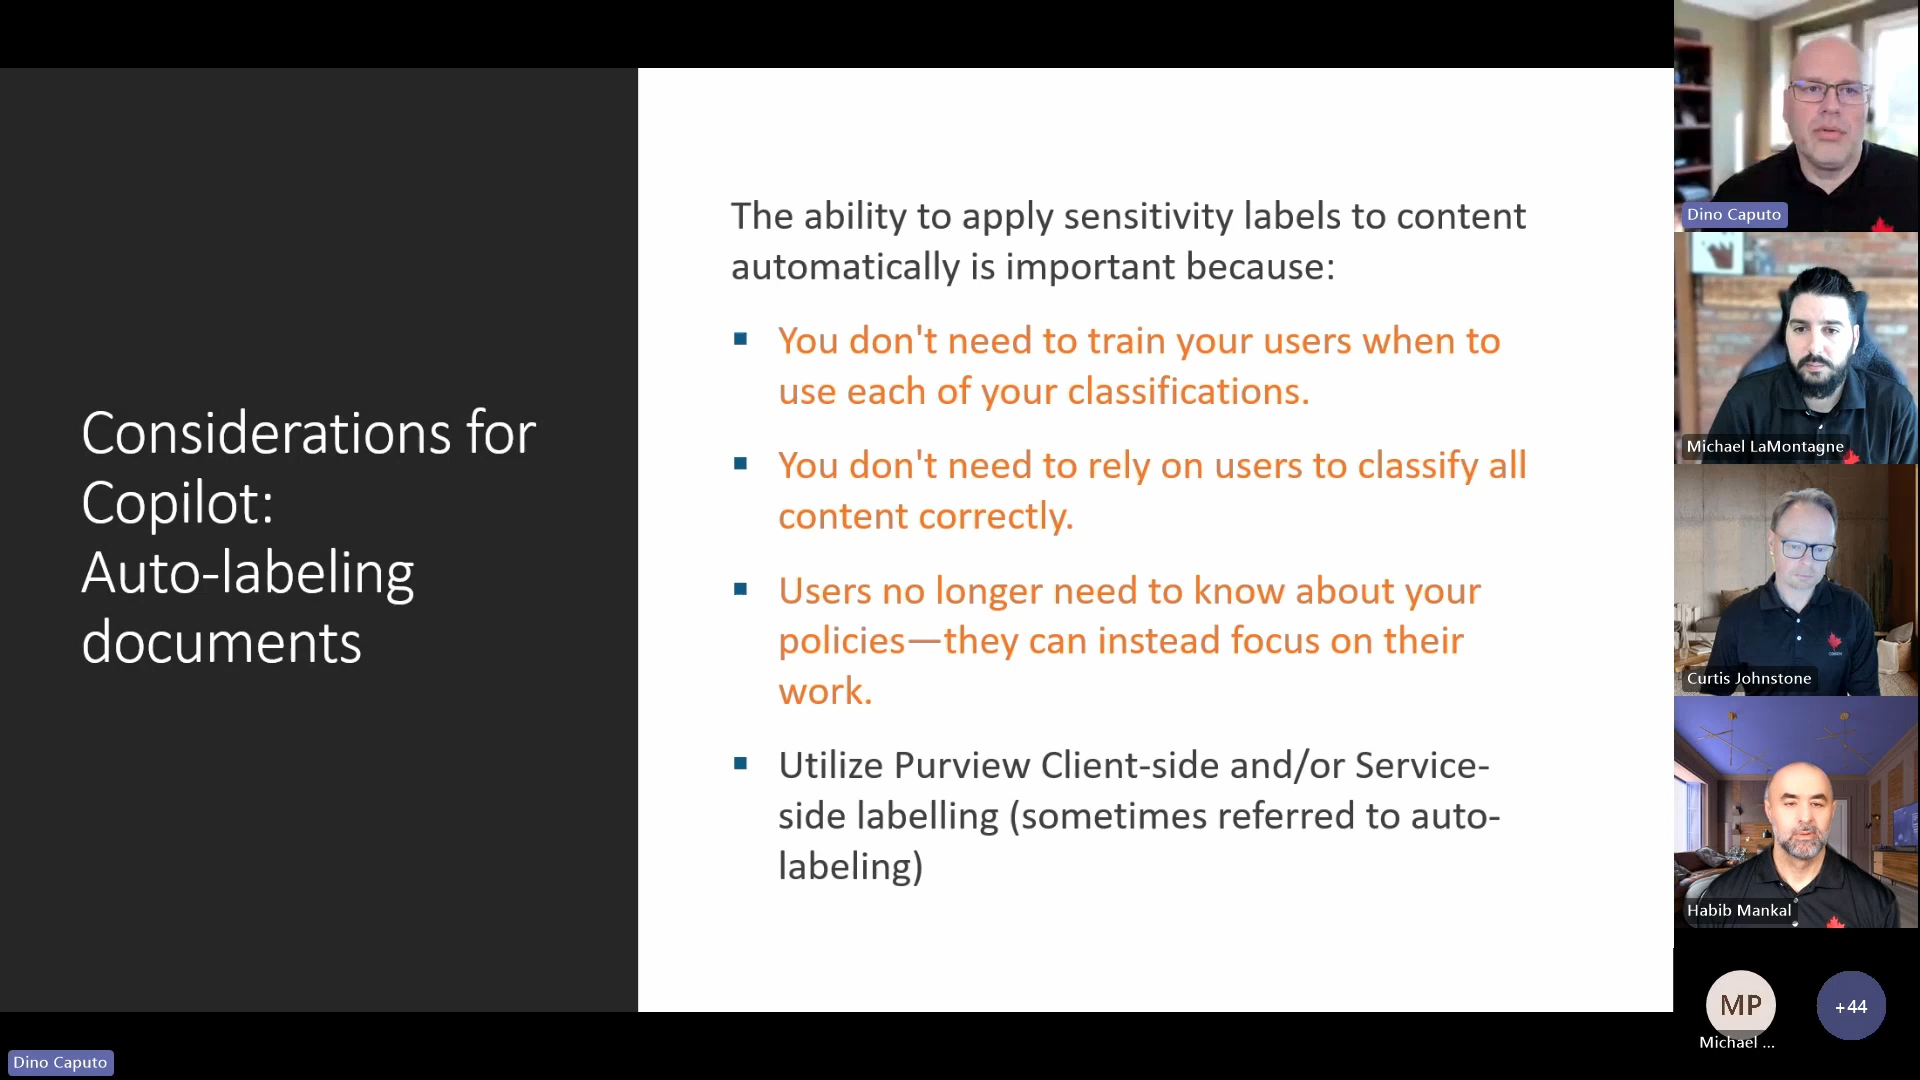 Considerations for
Copilot:
Auto-labeling
documents
The ability to apply sensitivity labels to content
automatically is important because:
You don't need to train your users when to
use each of your classifications.
You don't need to rely on users to classify all
content correctly.
Users no longer need to know about your
policies—they can instead focus on their
work.
Utilize Purview Client-side and/or Service-
side labelling (sometimes referred to auto-
labeling)
Dino Caputo
Michael LaMontagne
Curtis Johnstone
Habib Mankal
MP
Michael ...
+44
Dino Caputo